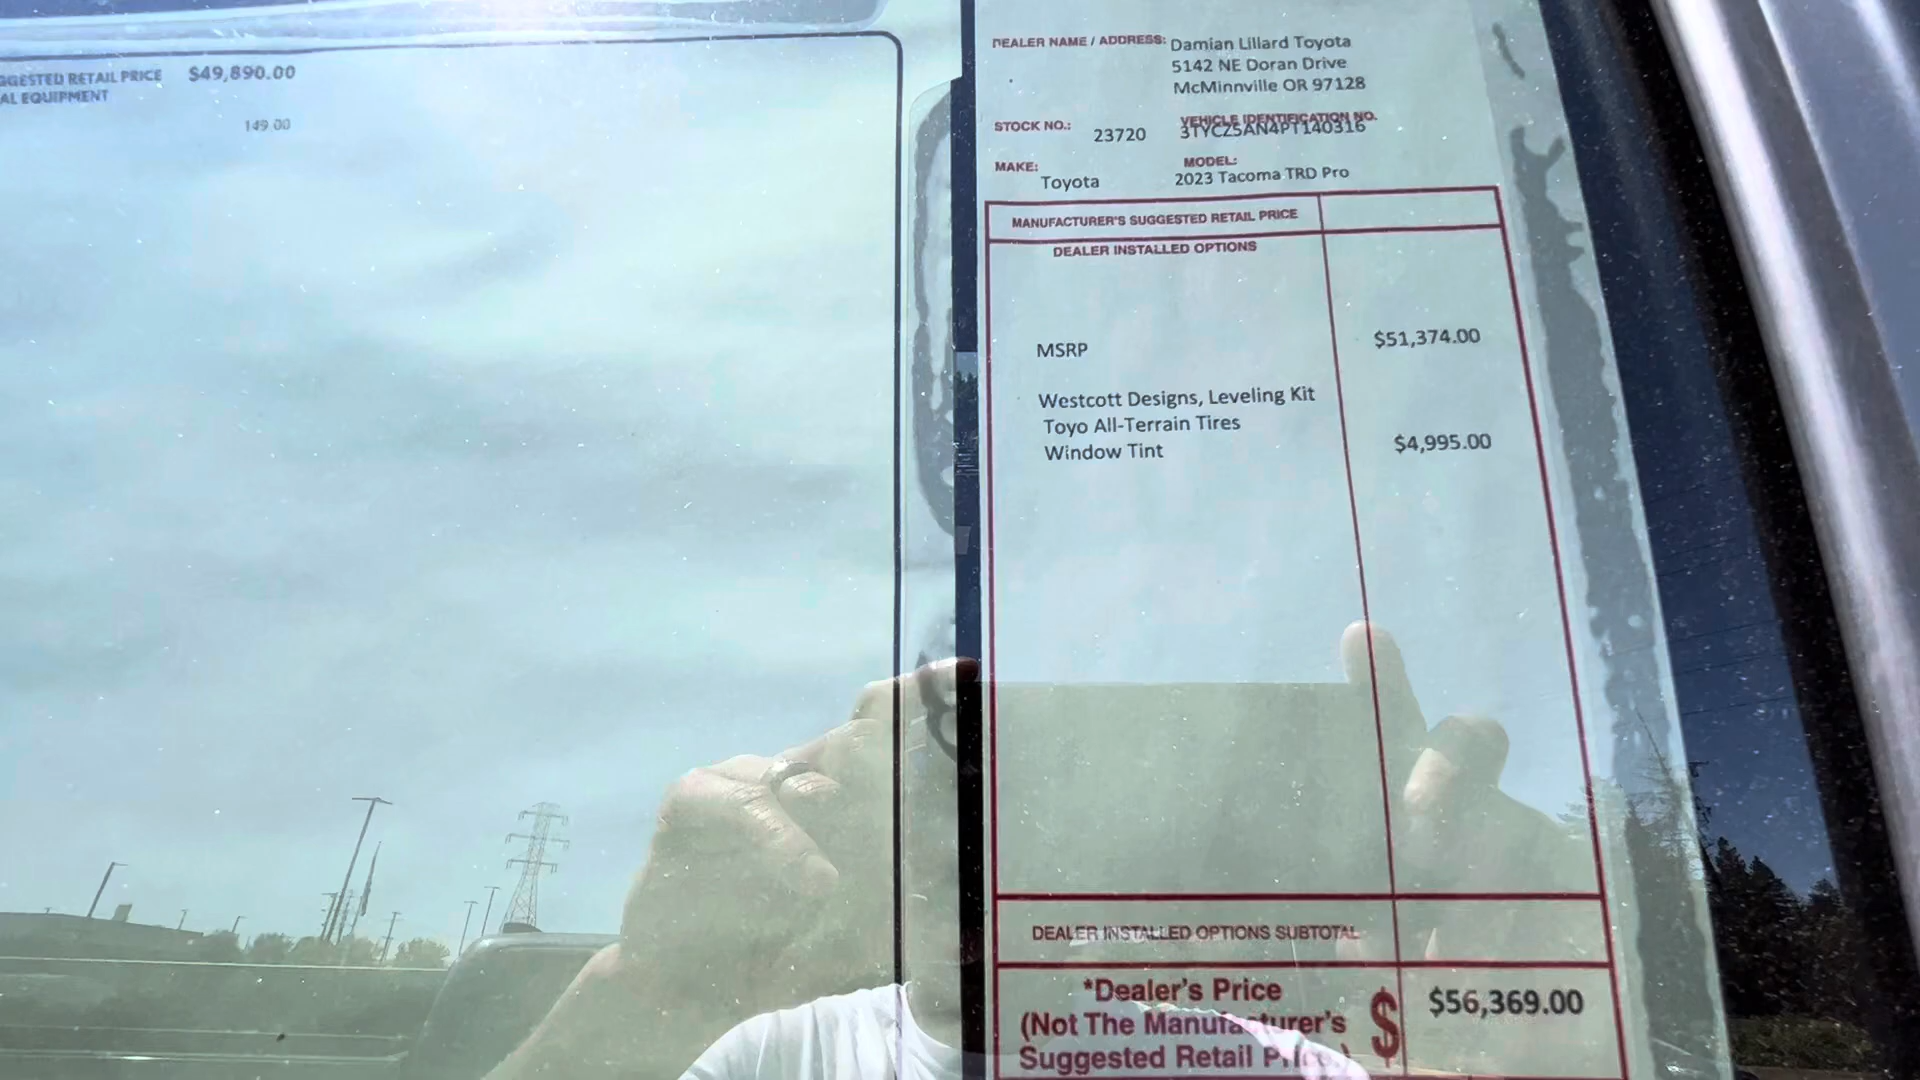 GGESTED RETAIL PRICE $49,890.00
AL EQUIPMENT
149.00
DEALER NAME / ADDRESS: Damian Lillard Toyota
5142 NE Doran Drive
McMinnville OR 97128
STOCK NO.: 23720 VEHICLE IDENTIFICATION NO.
3TYCZ5AN4PT140316
MAKE: Toyota
MODEL: 2023 Tacoma TRD Pro
MANUFACTURER'S SUGGESTED RETAIL PRICE
DEALER INSTALLED OPTIONS
MSRP $51,374.00
Westcott Designs, Leveling Kit
Toyo All-Terrain Tires
Window Tint $4,995.00
DEALER INSTALLED OPTIONS SUBTOTAL
*Dealer's Price
(Not The Manufacturer's
Suggested Retail Price.)
$ $56,369.00